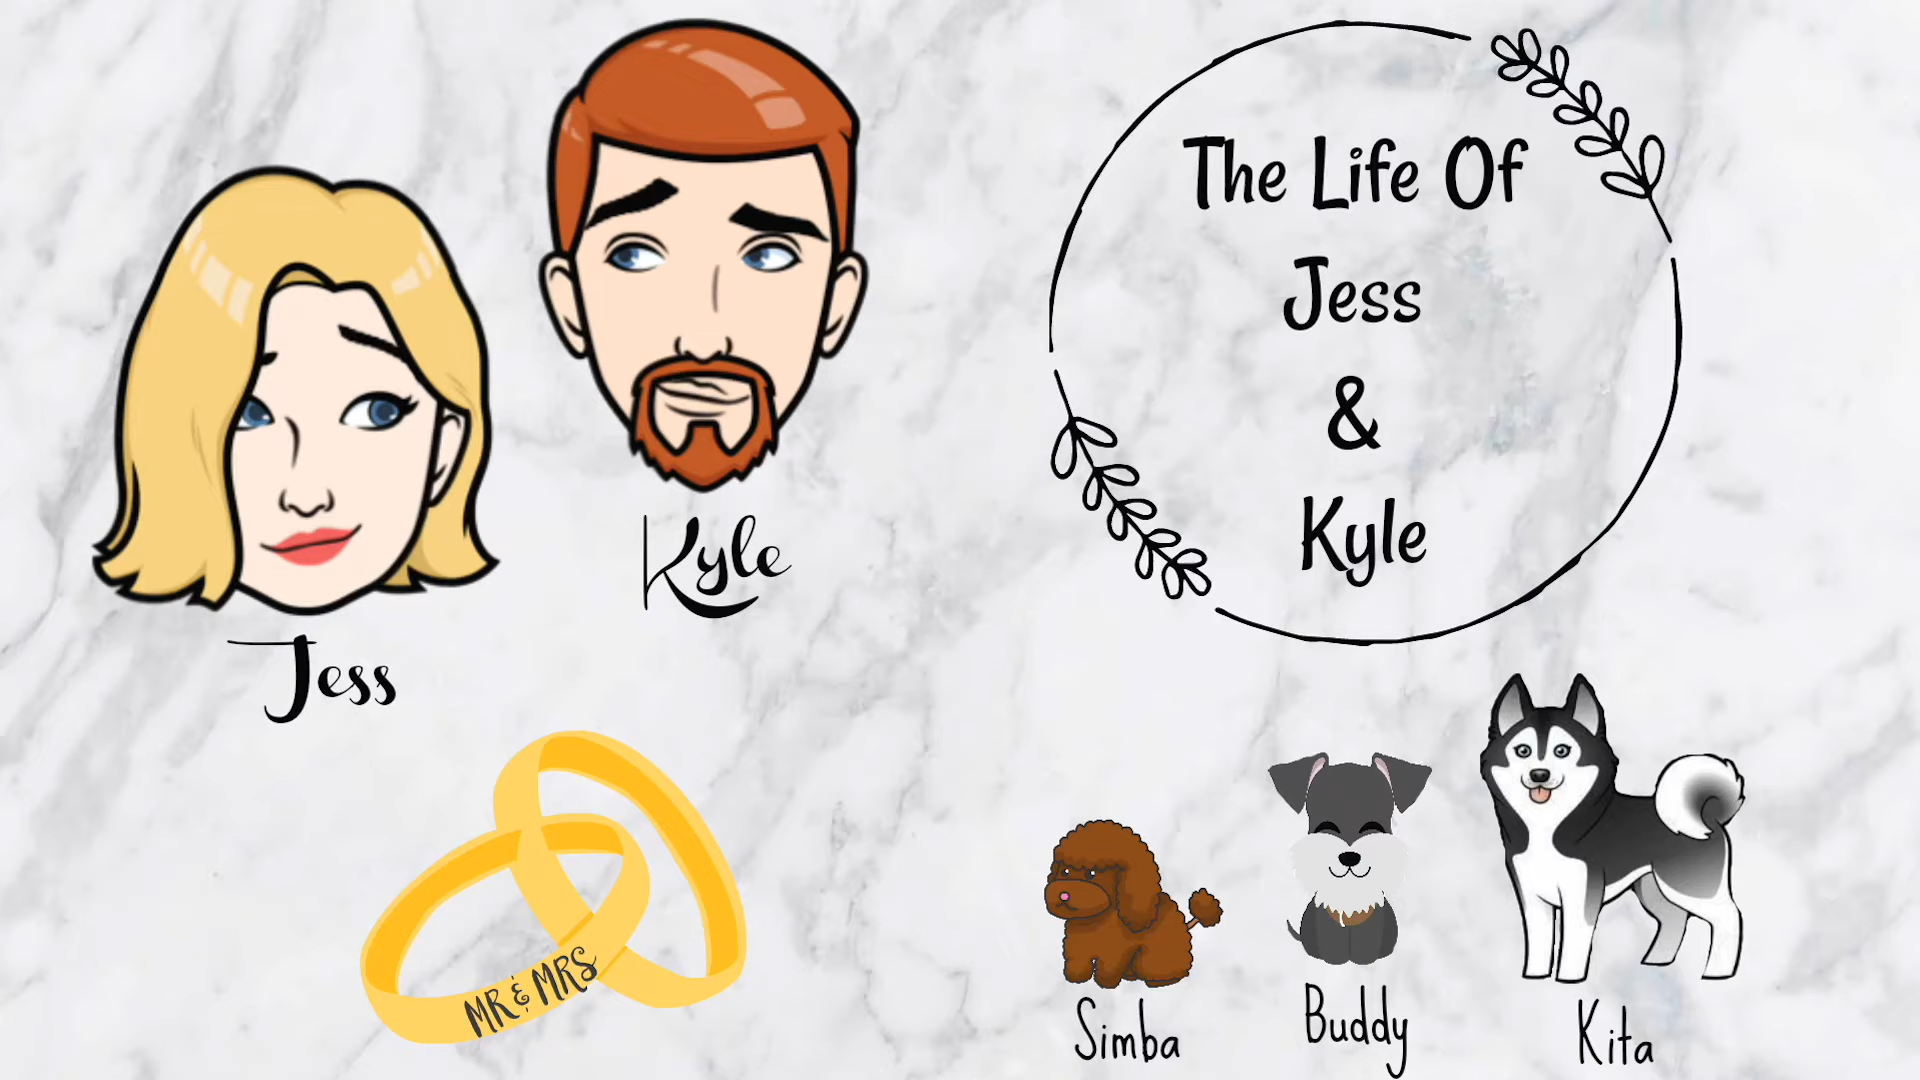 Kyle
Jess
The Life Of
Jess
&
Kyle
MR & MRS
Simba
Buddy
Kita